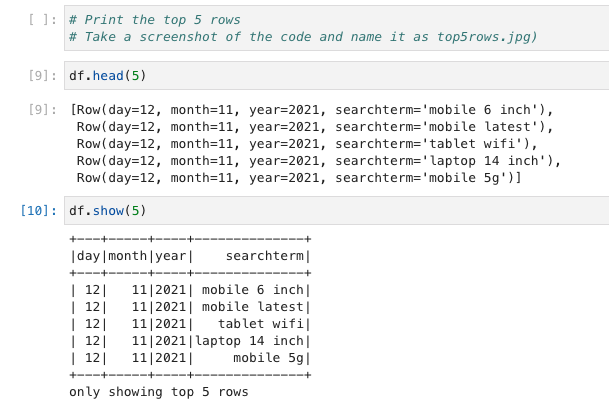 [ ]: # Print the top 5 rows
# Take a screenshot of the code and name it as top5rows.jpg)
[9]: df.head(5)
[9]: [Row(day=12, month=11, year=2021, searchterm='mobile 6 inch'),
 Row(day=12, month=11, year=2021, searchterm='mobile latest'),
 Row(day=12, month=11, year=2021, searchterm='tablet wifi'),
 Row(day=12, month=11, year=2021, searchterm='laptop 14 inch'),
 Row(day=12, month=11, year=2021, searchterm='mobile 5g')]
[10]: df.show(5)
+---+-----+----+--------------+
|day|month|year|    searchterm|
+---+-----+----+--------------+
| 12|   11|2021| mobile 6 inch|
| 12|   11|2021| mobile latest|
| 12|   11|2021|   tablet wifi|
| 12|   11|2021|laptop 14 inch|
| 12|   11|2021|     mobile 5g|
+---+-----+----+--------------+
only showing top 5 rows